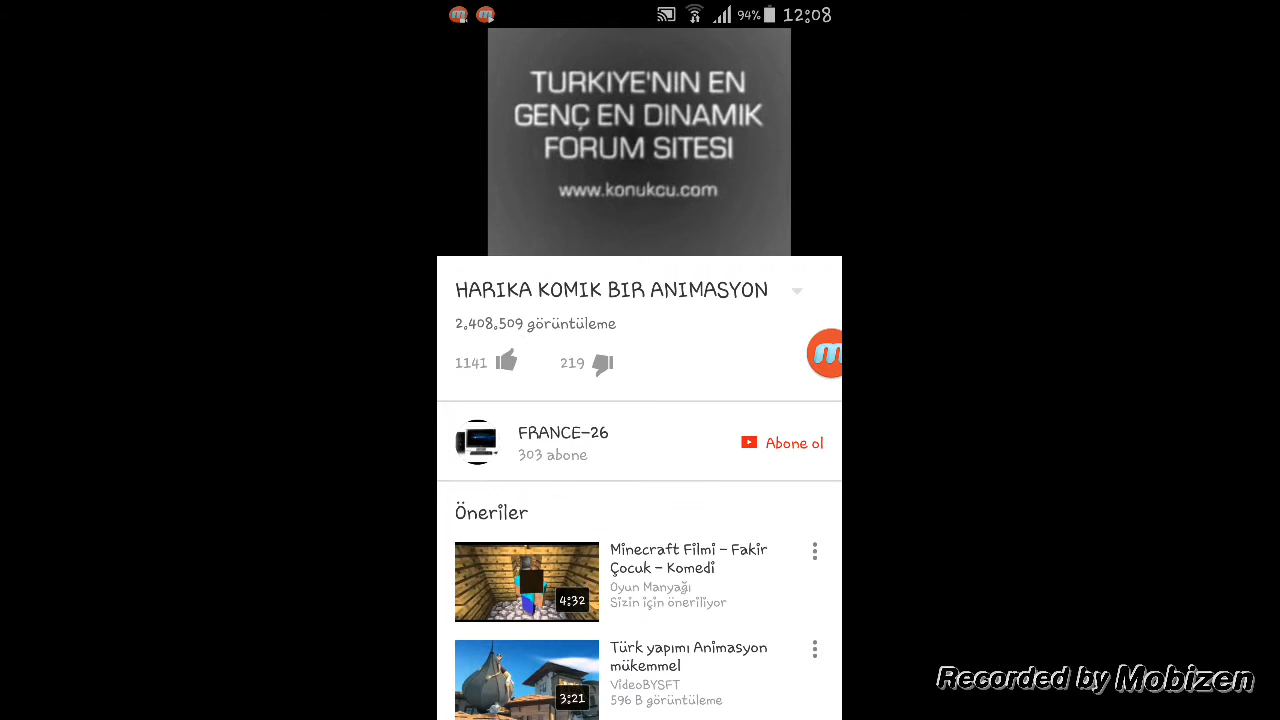 94% 12:08
TURKIYE'NIN EN
GENÇ EN DINAMIK
FORUM SITESI
www.konukcu.com
HARIKA KOMIK BIR ANIMASYON
2,408,509 görüntüleme
1141 219
m
FRANCE-26
303 abone
Abone ol
Öneriler
Minecraft Filmi - Fakir
Çocuk - Komedi
Oyun Manyağı
Sizin için öneriliyor
4:32
Türk yapımı Animasyon
mükemmel
VideoBYSFT
596 B görüntüleme
3:21
Recorded by Mobizen